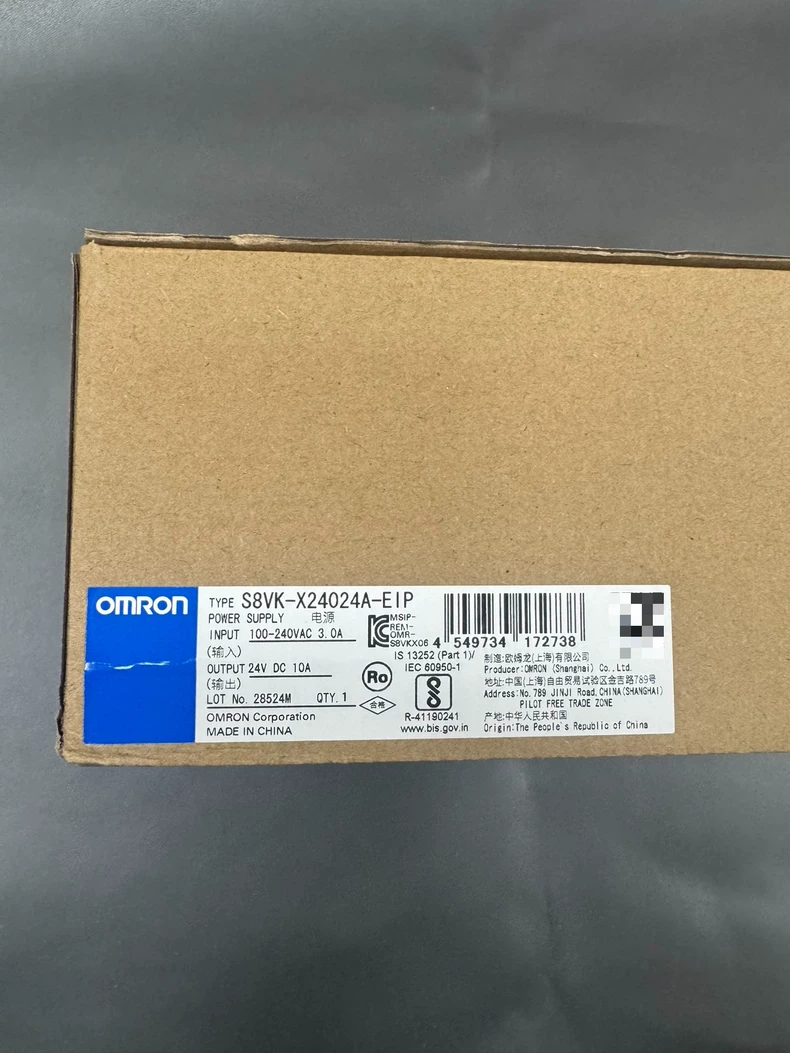 OMRON
TYPE S8VK-X24024A-EIP
POWER SUPPLY 电源
INPUT 100-240VAC 3.0A
(输入)
OUTPUT 24V DC 10A
(输出)
LOT No. 28524M QTY. 1
OMRON Corporation
MADE IN CHINA
MSIP-
REM-
OMR-
S8VKX06
4 549734 172738
IS 13252 (Part 1)/
IEC 60950-1
Ro
合格
R-41190241
www.bis.gov.in
制造:欧姆龙(上海)有限公司
Producer:OMRON (Shanghai) Co.,Ltd.
地址:中国(上海)自由贸易试验区金吉路789号
Address:No.789 JINJI Road,CHINA(SHANGHAI)
PILOT FREE TRADE ZONE
产地:中华人民共和国
Origin:The People's Republic of China